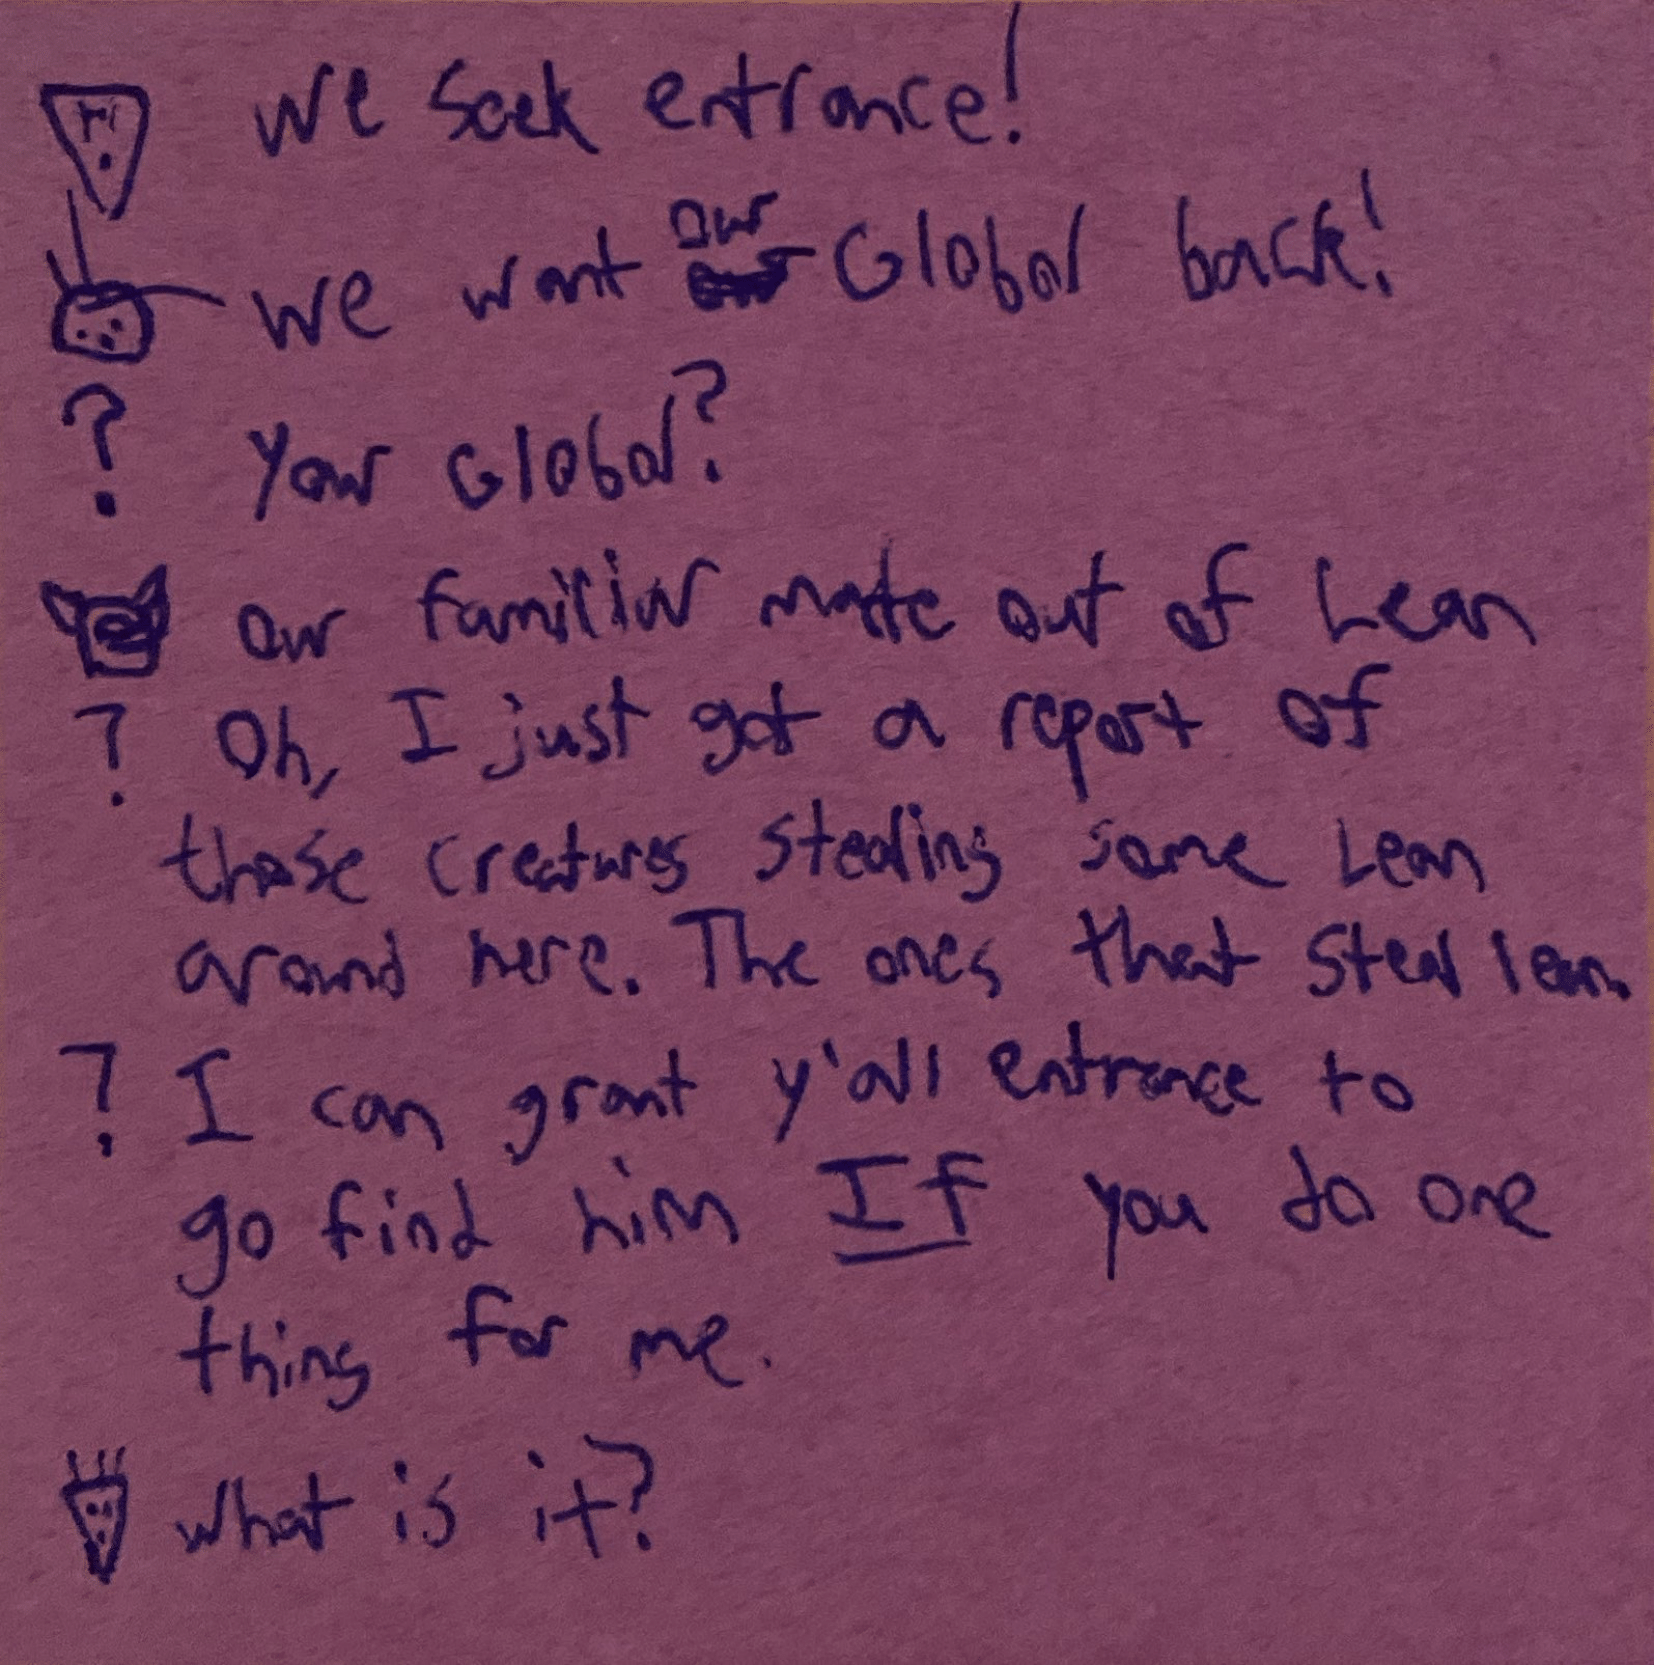 We Seek entrance!
We want our Global back!
? Your Global?
Our familiar made out of Lean
? Oh, I just got a report of
those creatures stealing some Lean
around here. The ones that steal lean.
? I can grant y'all entrance to
go find him If you do one
thing for me.
What is it?